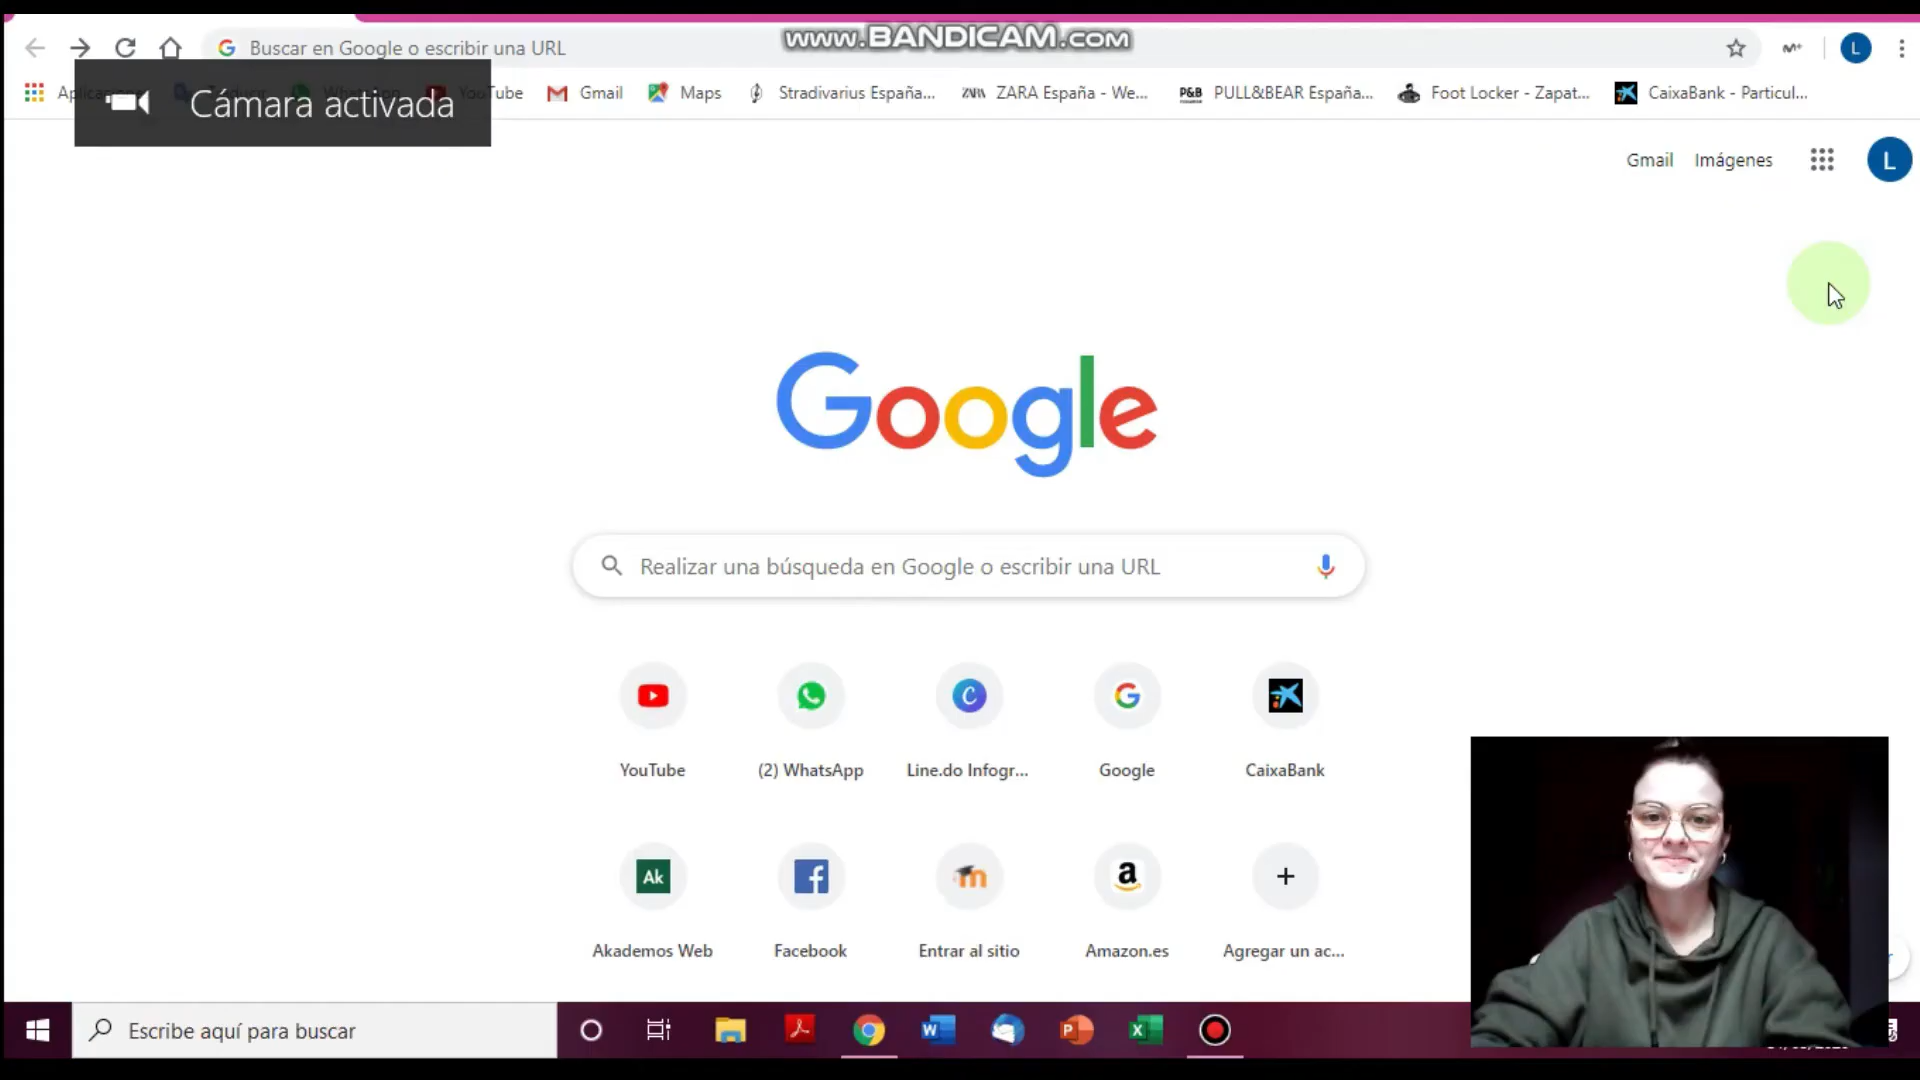 Buscar en Google o escribir una URL
www.BANDICAM.com
L
Cámara activada
YouTube
Gmail
Maps
Stradivarius España...
ZARA
ZARA España - We...
P&B
PULL&BEAR España...
Foot Locker - Zapat...
CaixaBank - Particul...
Gmail
Imágenes
L
Google
Realizar una búsqueda en Google o escribir una URL
YouTube
(2) WhatsApp
Line.do Infogr...
Google
CaixaBank
Ak
Akademos Web
Facebook
Entrar al sitio
Amazon.es
Agregar un ac...
Escribe aquí para buscar